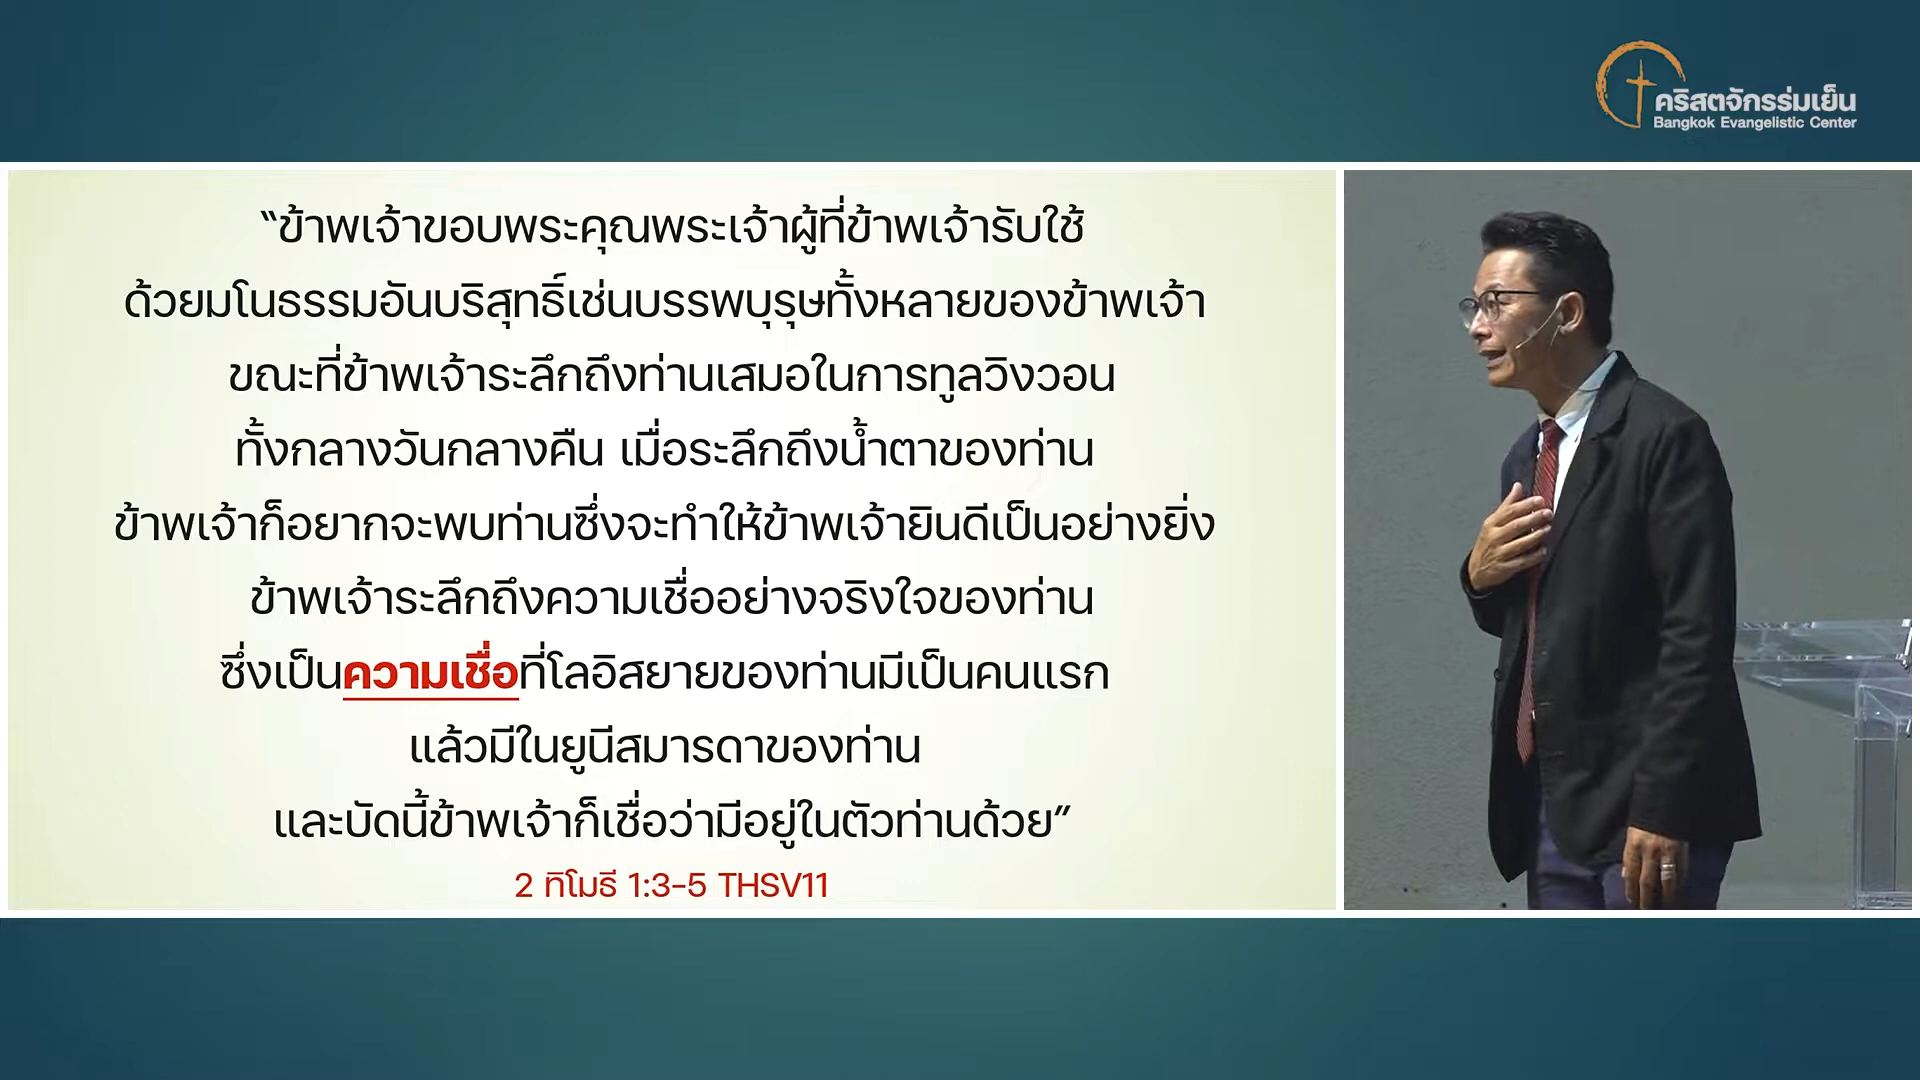 คริสตจักรร่มเย็น
Bangkok Evangelistic Center
“ข้าพเจ้าขอบพระคุณพระเจ้าผู้ที่ข้าพเจ้ารับใช้
ด้วยมโนธรรมอันบริสุทธิ์เช่นบรรพบุรุษทั้งหลายของข้าพเจ้า
ขณะที่ข้าพเจ้าระลึกถึงท่านเสมอในการทูลวิงวอน
ทั้งกลางวันกลางคืน เมื่อระลึกถึงน้ำตาของท่าน
ข้าพเจ้าก็อยากจะพบท่านซึ่งจะทำให้ข้าพเจ้ายินดีเป็นอย่างยิ่ง
ข้าพเจ้าระลึกถึงความเชื่ออย่างจริงใจของท่าน
ซึ่งเป็นความเชื่อที่โลอิสยายของท่านมีเป็นคนแรก
แล้วมีในยูนีสมารดาของท่าน
และบัดนี้ข้าพเจ้าก็เชื่อว่ามีอยู่ในตัวท่านด้วย”
2 ทิโมธี 1:3-5 THSV11